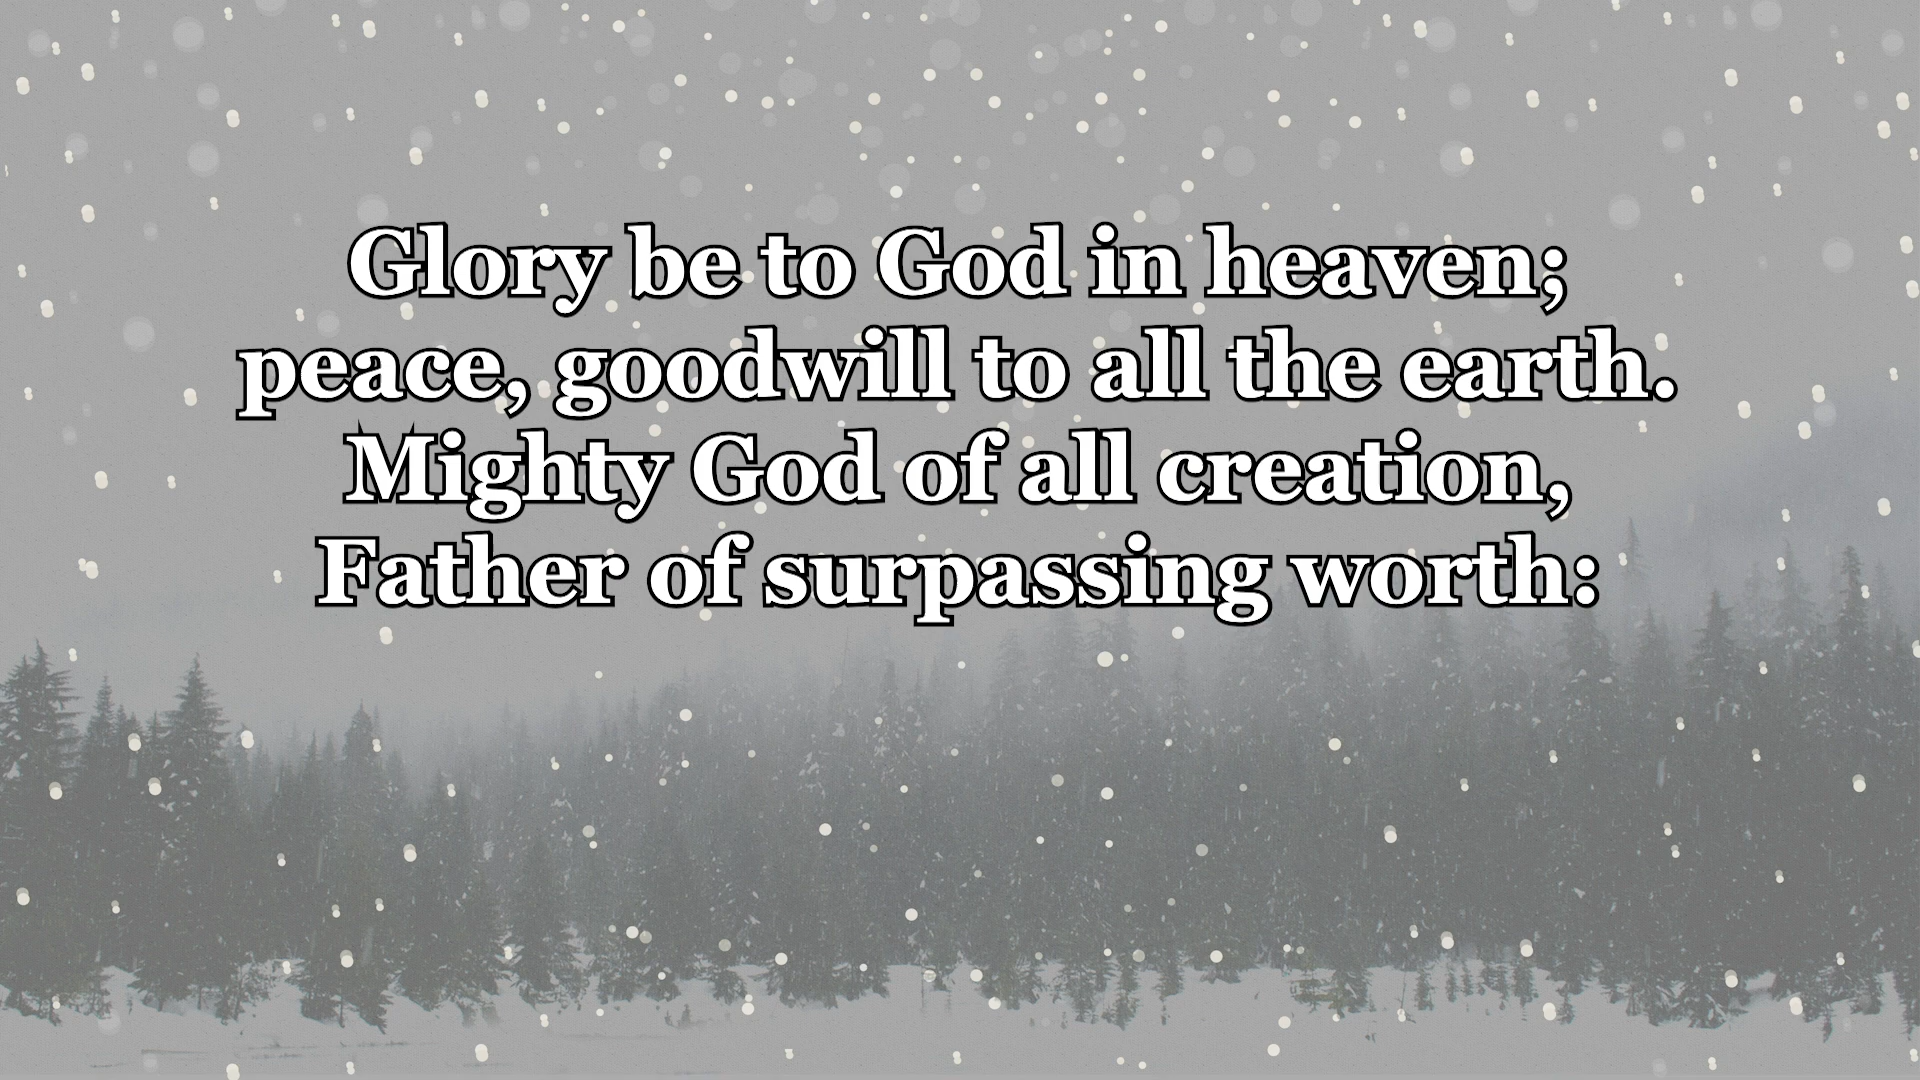 Glory be to God in heaven;
peace, goodwill to all the earth.
Mighty God of all creation,
Father of surpassing worth: